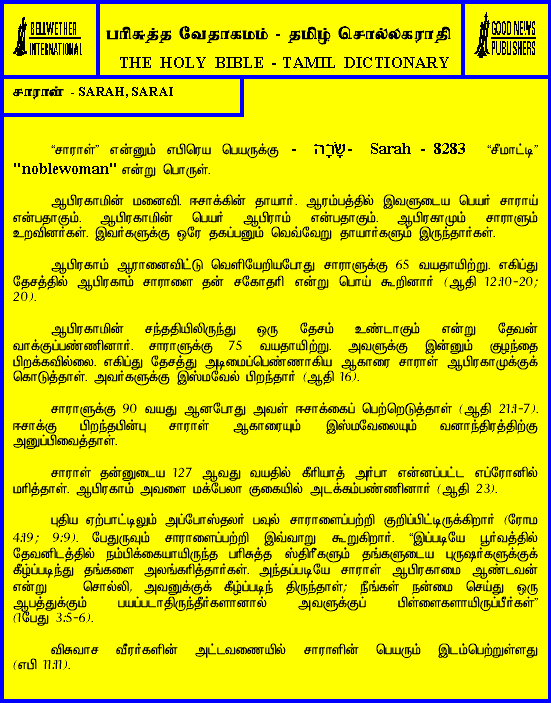 BELLWETHER
INTERNATIONAL
பரிசுத்த வேதாகமம் - தமிழ் சொல்லகராதி
THE HOLY BIBLE - TAMIL DICTIONARY
GOOD NEWS
PUBLISHERS
சாராள் - SARAH, SARAI
“சாராள்” என்னும் எபிரெய பெயருக்கு - שָׂרָה - Sarah - 8283 “சீமாட்டி”
"noblewoman" என்று பொருள்.
ஆபிரகாமின் மனைவி. ஈசாக்கின் தாயார். ஆரம்பத்தில் இவளுடைய பெயர் சாராய்
என்பதாகும். ஆபிரகாமின் பெயர் ஆபிராம் என்பதாகும். ஆபிரகாமும் சாராளும்
உறவினர்கள். இவர்களுக்கு ஒரே தகப்பனும் வெவ்வேறு தாயார்களும் இருந்தார்கள்.
ஆபிரகாம் ஆரானைவிட்டு வெளியேறியபோது சாராளுக்கு 65 வயதாயிற்று. எகிப்து
தேசத்தில் ஆபிரகாம் சாராளை தன் சகோதரி என்று பொய் கூறினார் (ஆதி 12:10-20;
20).
ஆபிரகாமின் சந்ததியிலிருந்து ஒரு தேசம் உண்டாகும் என்று தேவன்
வாக்குப்பண்ணினார். சாராளுக்கு 75 வயதாயிற்று. அவளுக்கு இன்னும் குழந்தை
பிறக்கவில்லை. எகிப்து தேசத்து அடிமைப்பெண்ணாகிய ஆகாரை சாராள் ஆபிரகாமுக்குக்
கொடுத்தாள். அவர்களுக்கு இஸ்மவேல் பிறந்தார் (ஆதி 16).
சாராளுக்கு 90 வயது ஆனபோது அவள் ஈசாக்கைப் பெற்றெடுத்தாள் (ஆதி 21:1-7).
ஈசாக்கு பிறந்தபின்பு சாராள் ஆகாரையும் இஸ்மவேலையும் வனாந்திரத்திற்கு
அனுப்பிவைத்தாள்.
சாராள் தன்னுடைய 127 ஆவது வயதில் கீரியாத் அர்பா என்னப்பட்ட எப்ரோனில்
மரித்தாள். ஆபிரகாம் அவளை மக்பேலா குகையில் அடக்கம்பண்ணினார் (ஆதி 23).
புதிய ஏற்பாட்டிலும் அப்போஸ்தலர் பவுல் சாராளைப்பற்றி குறிப்பிட்டிருக்கிறார் (ரோம
4:19; 9:9). பேதுருவும் சாராளைப்பற்றி இவ்வாறு கூறுகிறார். “இப்படியே பூர்வத்தில்
தேவனிடத்தில் நம்பிக்கையாயிருந்த பரிசுத்த ஸ்திரீகளும் தங்களுடைய புருஷர்களுக்குக்
கீழ்ப்படிந்து தங்களை அலங்கரித்தார்கள். அந்தப்படியே சாராள் ஆபிரகாமை ஆண்டவன்
என்று சொல்லி, அவனுக்குக் கீழ்ப்படிந் திருந்தாள்; நீங்கள் நன்மை செய்து ஒரு
ஆபத்துக்கும் பயப்படாதிருந்தீர்களானால் அவளுக்குப் பிள்ளைகளாயிருப்பீர்கள்”
(1பேது 3:5-6).
விசுவாச வீரர்களின் அட்டவணையில் சாராளின் பெயரும் இடம்பெற்றுள்ளது
(எபி 11:11).